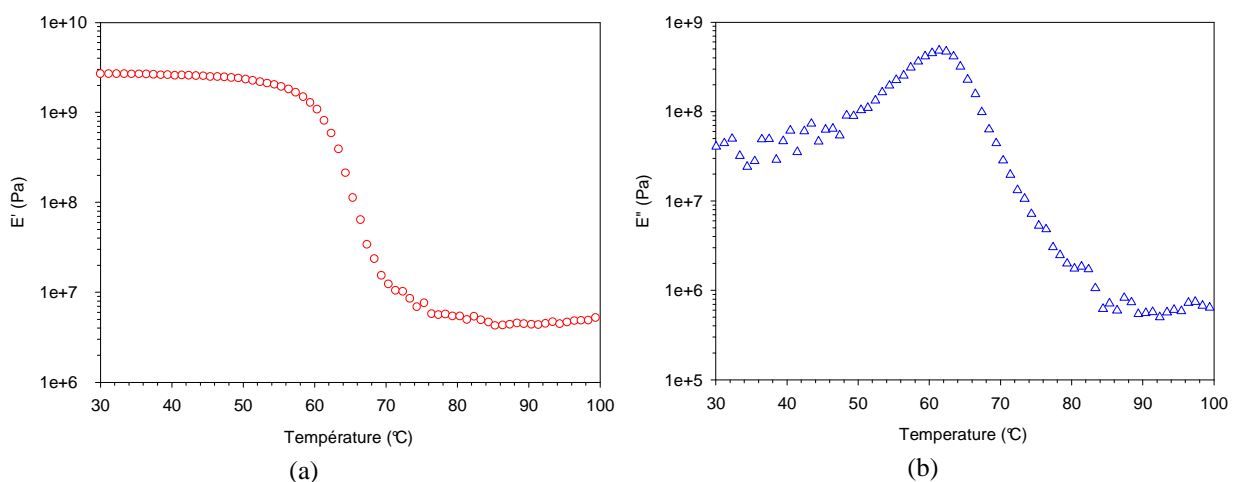 1e+10
1e+9
1e+8
1e+7
1e+6
E' (Pa)
30 40 50 60 70 80 90 100
Température (°C)
(a)
1e+9
1e+8
1e+7
1e+6
1e+5
E" (Pa)
30 40 50 60 70 80 90 100
Temperature (°C)
(b)